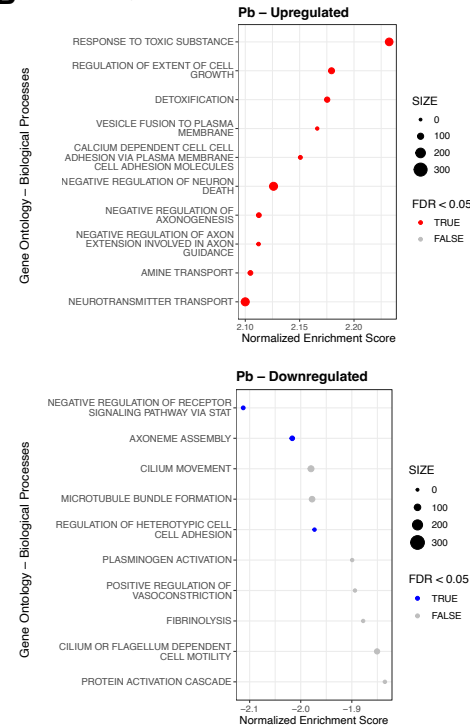 Pb – Upregulated
Gene Ontology – Biological Processes
RESPONSE TO TOXIC SUBSTANCE
REGULATION OF EXTENT OF CELL
GROWTH
DETOXIFICATION
VESICLE FUSION TO PLASMA
MEMBRANE
CALCIUM DEPENDENT CELL CELL
ADHESION VIA PLASMA MEMBRANE
CELL ADHESION MOLECULES
NEGATIVE REGULATION OF NEURON
DEATH
NEGATIVE REGULATION OF
AXONOGENESIS
NEGATIVE REGULATION OF AXON
EXTENSION INVOLVED IN AXON
GUIDANCE
AMINE TRANSPORT
NEUROTRANSMITTER TRANSPORT
2.10 2.15 2.20
Normalized Enrichment Score
SIZE
0
100
200
300
FDR < 0.05
TRUE
FALSE
Pb – Downregulated
Gene Ontology – Biological Processes
NEGATIVE REGULATION OF RECEPTOR
SIGNALING PATHWAY VIA STAT
AXONEME ASSEMBLY
CILIUM MOVEMENT
MICROTUBULE BUNDLE FORMATION
REGULATION OF HETEROTYPIC CELL
CELL ADHESION
PLASMINOGEN ACTIVATION
POSITIVE REGULATION OF
VASOCONSTRICTION
FIBRINOLYSIS
CILIUM OR FLAGELLUM DEPENDENT
CELL MOTILITY
PROTEIN ACTIVATION CASCADE
−2.1 −2.0 −1.9
Normalized Enrichment Score
SIZE
0
100
200
300
FDR < 0.05
TRUE
FALSE